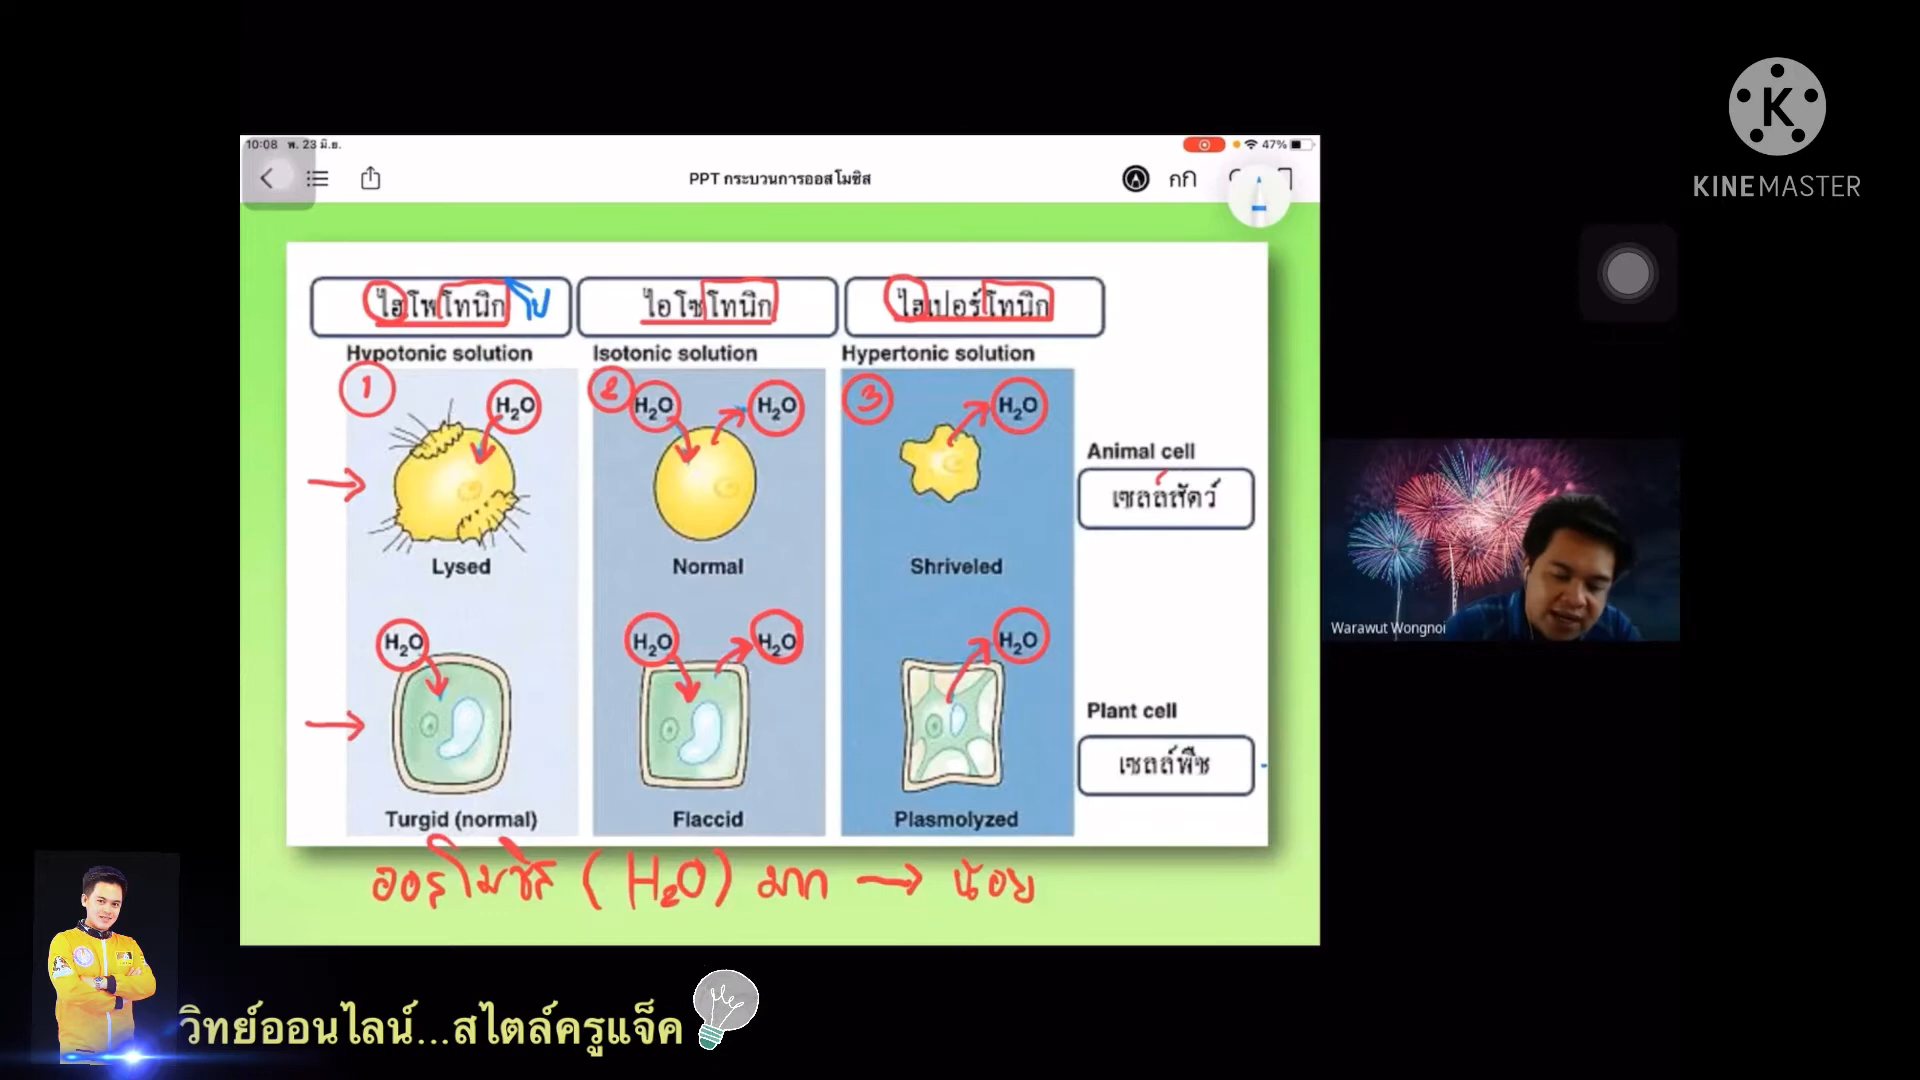 10:08 พ. 23 มิ.ย.
47%
PPT กระบวนการออสโมซิส
กก
K
KINEMASTER
ไฮโพโทนิก โป
ไอโซโทนิก
ไฮเปอร์โทนิก
Hypotonic solution
Isotonic solution
Hypertonic solution
1
2
3
H₂O
H₂O
H₂O
H₂O
Animal cell
เซลล์สัตว์
Lysed
Normal
Shriveled
H₂O
H₂O
H₂O
H₂O
Warawut Wongnoi
Plant cell
เซลล์พืช
Turgid (normal)
Flaccid
Plasmolyzed
ออสโมซิส (H₂O) มาก → น้อย
วิทย์ออนไลน์...สไตล์ครูแจ็ค